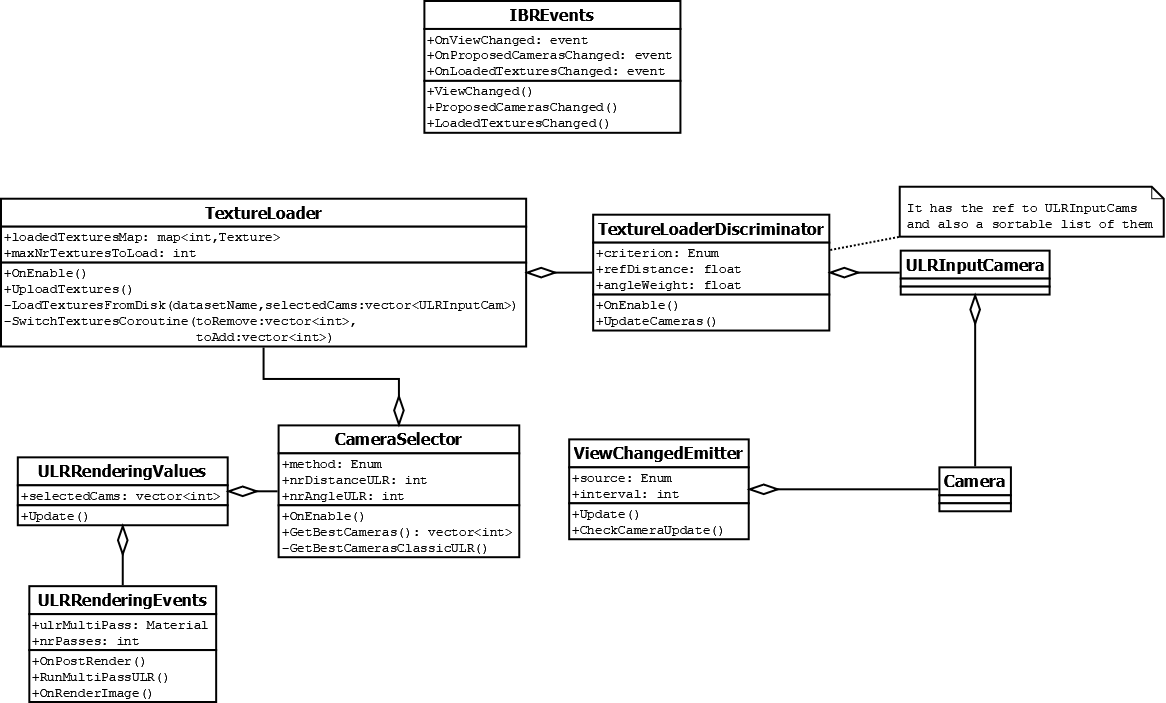 IBREvents
+OnViewChanged: event
+OnProposedCamerasChanged: event
+OnLoadedTexturesChanged: event
+ViewChanged()
+ProposedCamerasChanged()
+LoadedTexturesChanged()
TextureLoader
+loadedTexturesMap: map<int,Texture>
+maxNrTexturesToLoad: int
+OnEnable()
+UploadTextures()
-LoadTexturesFromDisk(datasetName,selectedCams:vector<ULRInputCam>)
-SwitchTexturesCoroutine(toRemove:vector<int>,
toAdd:vector<int>)
TextureLoaderDiscriminator
+criterion: Enum
+refDistance: float
+angleWeight: float
+OnEnable()
+UpdateCameras()
It has the ref to ULRInputCams
and also a sortable list of them
ULRInputCamera
CameraSelector
+method: Enum
+nrDistanceULR: int
+nrAngleULR: int
+OnEnable()
+GetBestCameras(): vector<int>
-GetBestCamerasClassicULR()
ViewChangedEmitter
+source: Enum
+interval: int
+Update()
+CheckCameraUpdate()
Camera
ULRRenderingValues
+selectedCams: vector<int>
+Update()
ULRRenderingEvents
+ulrMultiPass: Material
+nrPasses: int
+OnPostRender()
+RunMultiPassULR()
+OnRenderImage()